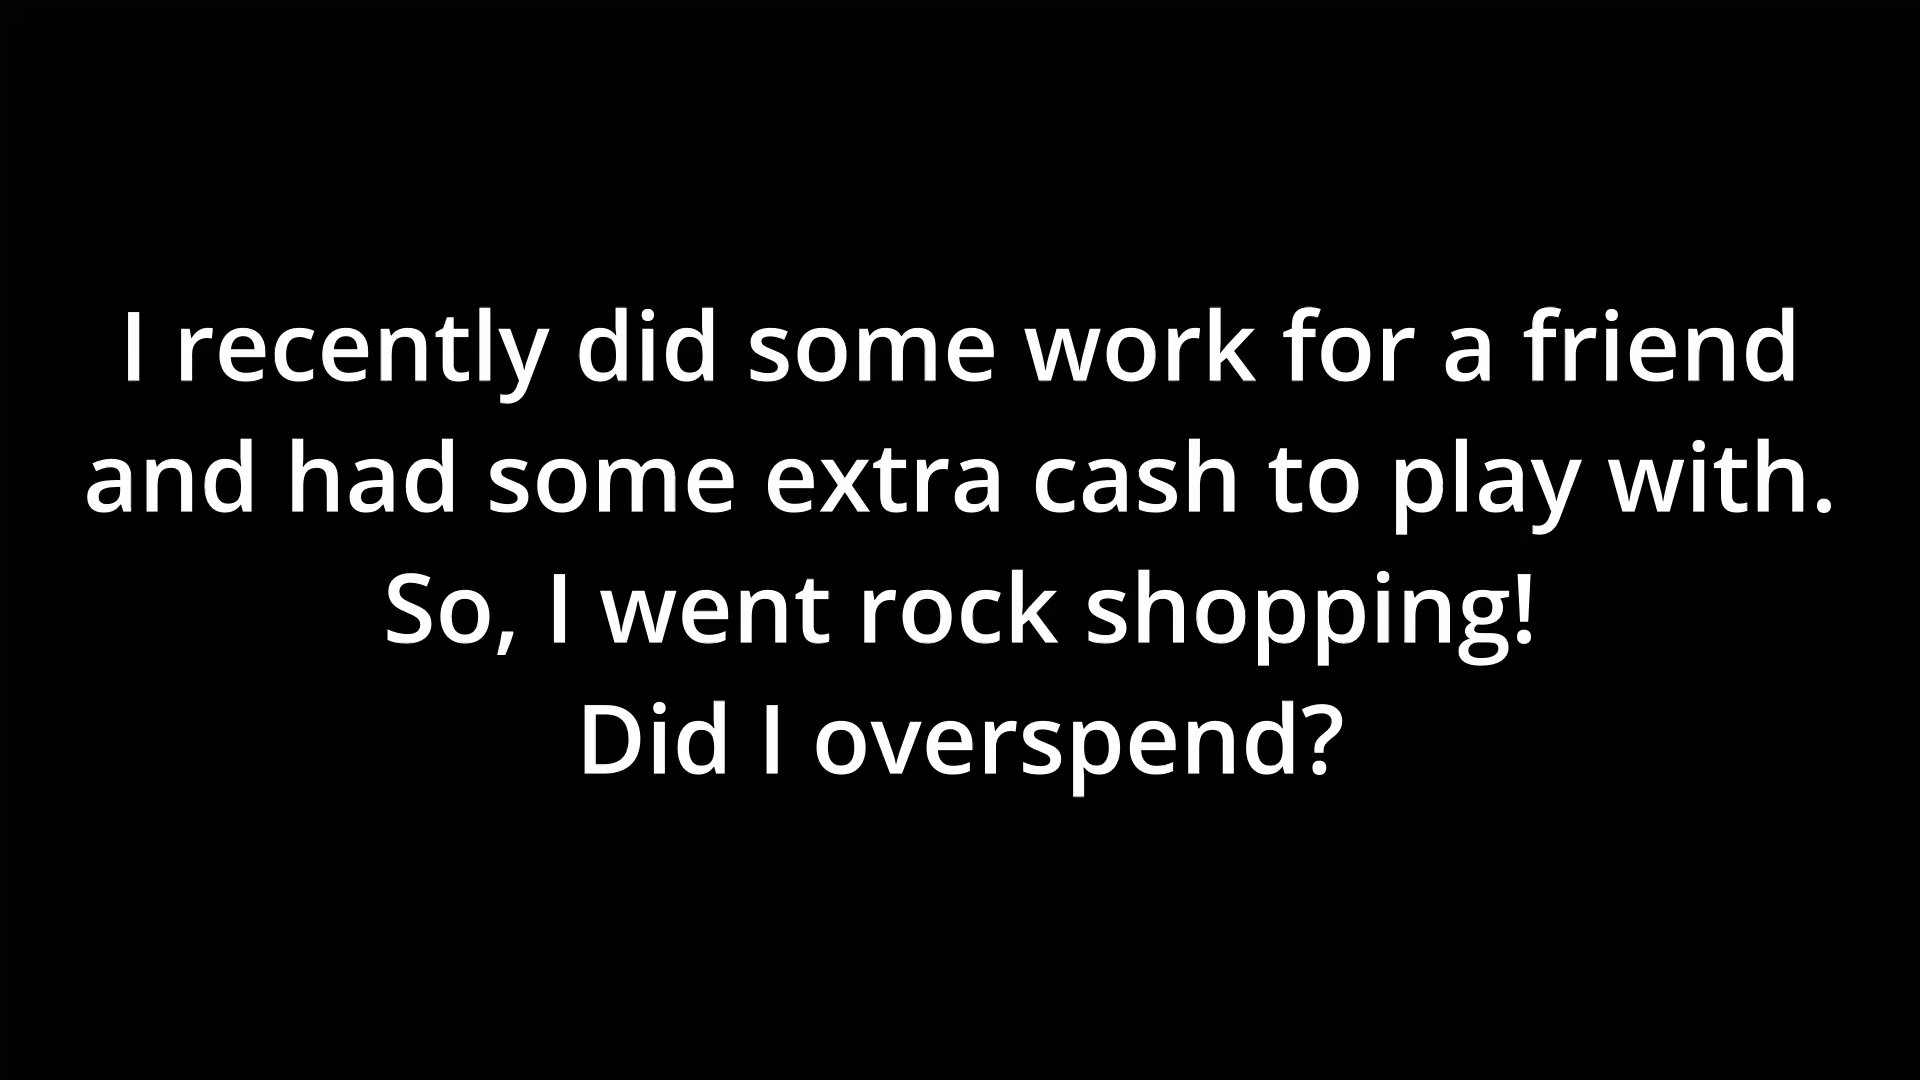 I recently did some work for a friend
and had some extra cash to play with.
So, I went rock shopping!
Did I overspend?